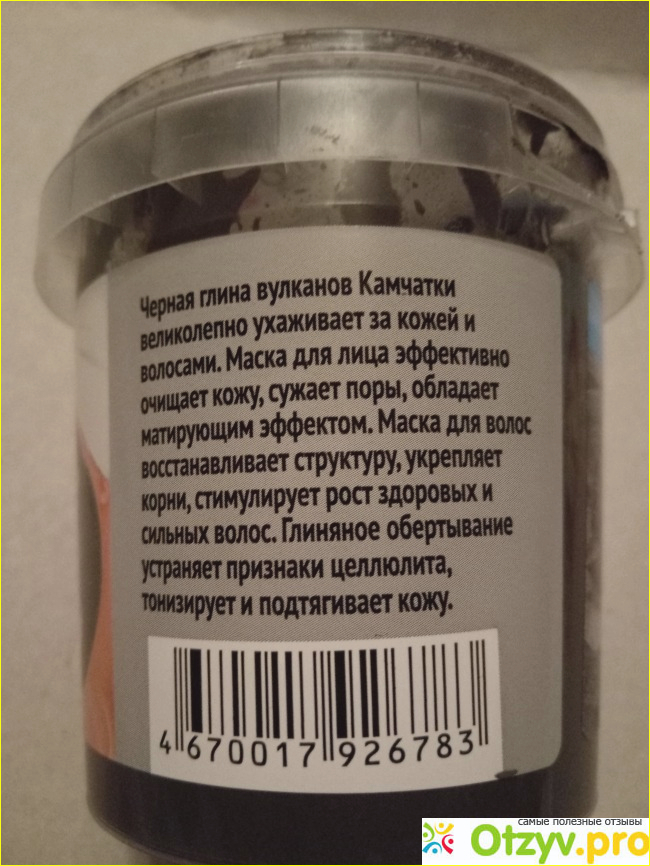 Черная глина вулканов Камчатки
великолепно ухаживает за кожей и
волосами. Маска для лица эффективно
очищает кожу, сужает поры, обладает
матирующим эффектом. Маска для волос
восстанавливает структуру, укрепляет
корни, стимулирует рост здоровых и
сильных волос. Глиняное обертывание
устраняет признаки целлюлита,
тонизирует и подтягивает кожу.
4 670017 926783
самые полезные отзывы
Otzyv.pro